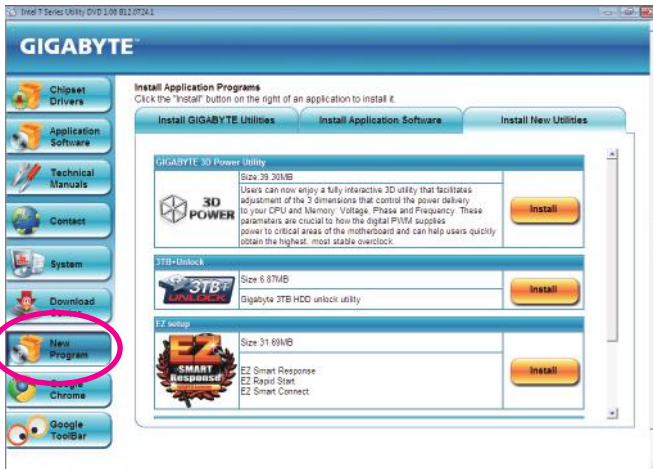 Intel 7 Series Utility DVD 1.00 B12.0724.1
GIGABYTE™
Chipset
Drivers
Application
Software
Technical
Manuals
Contact
System
Download
New
Program
Google
Chrome
Google
ToolBar
Install Application Programs
Click the "Install" button on the right of an application to install it.
Install GIGABYTE Utilities
Install Application Software
Install New Utilities
GIGABYTE 3D Power Utility
3D
POWER
Size:39.30MB
Users can now enjoy a fully interactive 3D utility that facilitates
adjustment of the 3 dimensions that control the power delivery
to your CPU and Memory: Voltage, Phase and Frequency. These
parameters are crucial to how the digital PWM supplies
power to critical areas of the motherboard and can help users quickly
obtain the highest, most stable overclock.
Install
3TB+Unlock
3TB+
UNLOCK
Size:6.87MB
Gigabyte 3TB HDD unlock utility
Install
EZ setup
EZ
SMART
Response
Size:31.69MB
EZ Smart Response
EZ Rapid Start
EZ Smart Connect
Install